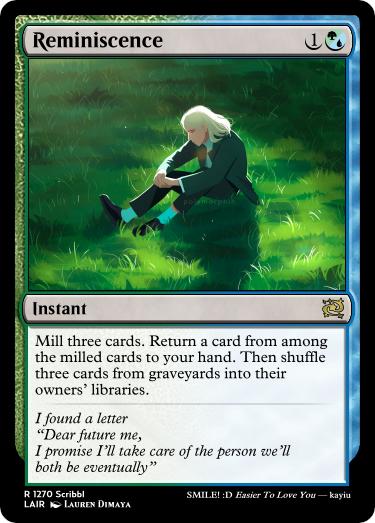 Reminiscence
1
polymorphik
Instant
Mill three cards. Return a card from among
the milled cards to your hand. Then shuffle
three cards from graveyards into their
owners’ libraries.
I found a letter
“Dear future me,
I promise I’ll take care of the person we’ll
both be eventually”
R 1270 Scribbl
SMILE! :D Easier To Love You — kayiu
LAIR Lauren Dimaya